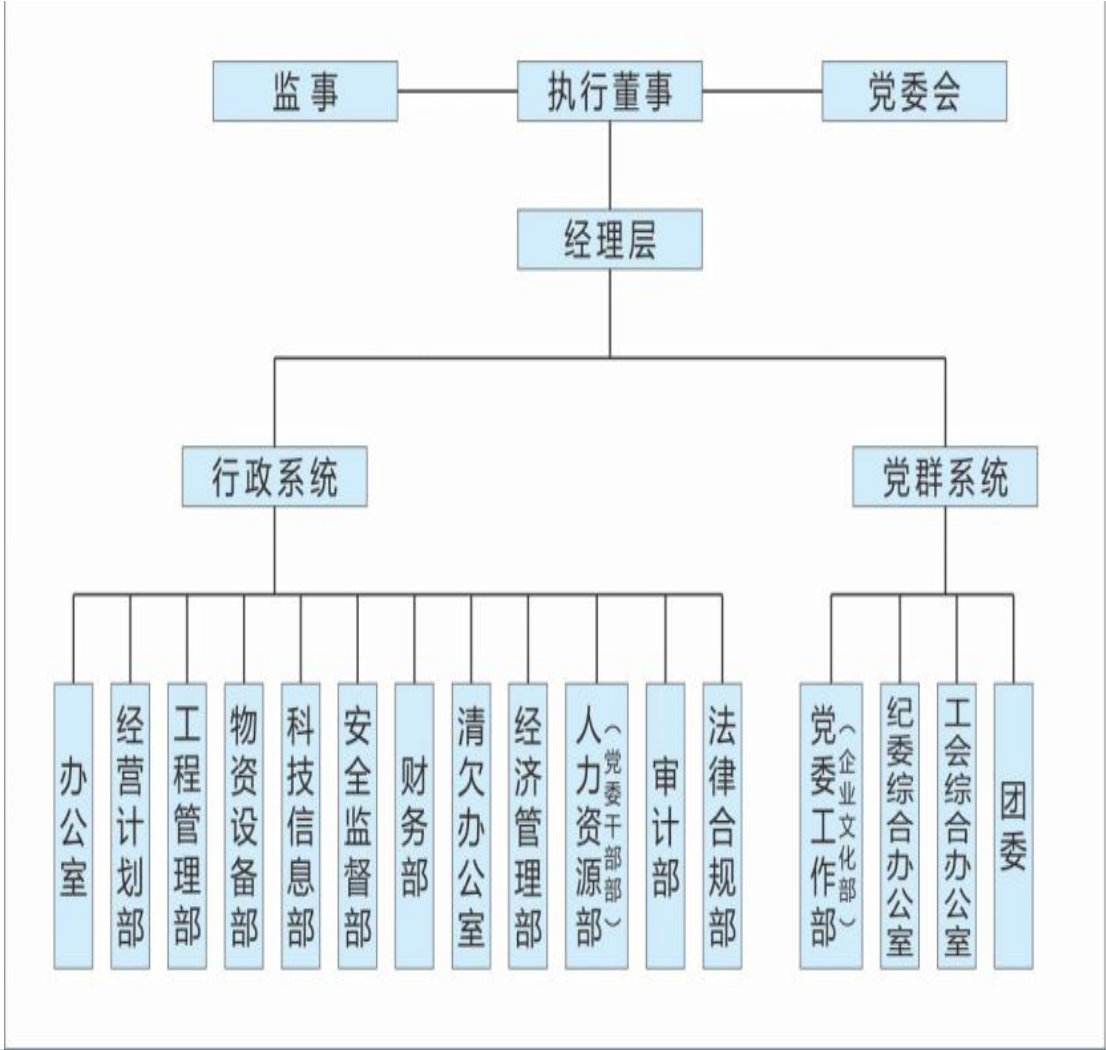 监事
执行董事
党委会
经理层
行政系统
党群系统
办公室
经营计划部
工程管理部
物资设备部
科技信息部
安全监督部
财务部
清欠办公室
经济管理部
人力资源部
（党委干部部）
审计部
法律合规部
党委工作部
（企业文化部）
纪委综合办公室
工会综合办公室
团委